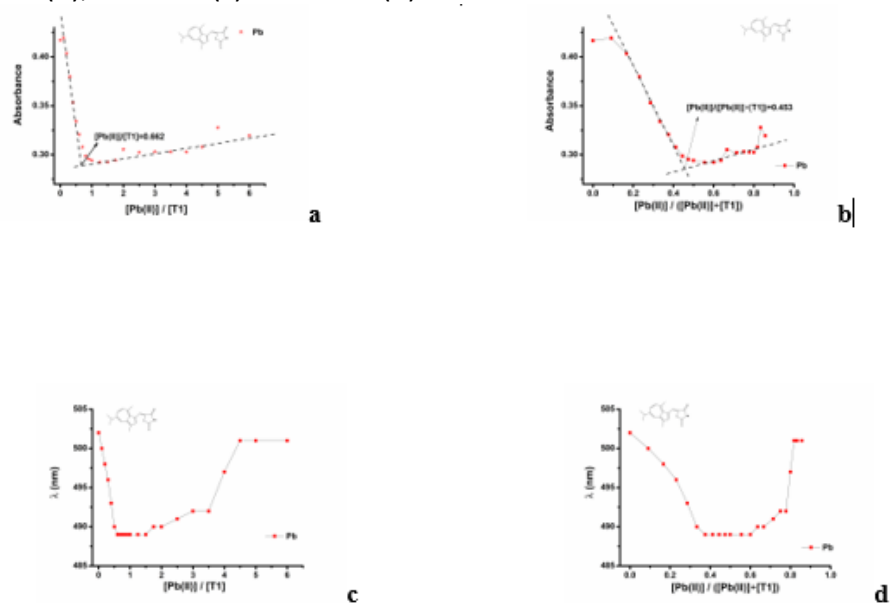 Pb
0.40
0.35
0.30
Absorbance
[Pb(II)]/[T1]=0.662
0 1 2 3 4 5 6
[Pb(II)] / [T1]
a
0.40
0.35
0.30
Absorbance
[Pb(II)]/([Pb(II)]+[T1])=0.453
Pb
0.0 0.2 0.4 0.6 0.8 1.0
[Pb(II)] / ([Pb(II)]+[T1])
b
505
500
495
490
485
λ (nm)
Pb
0 1 2 3 4 5 6
[Pb(II)] / [T1]
c
505
500
495
490
485
λ (nm)
Pb
0.0 0.2 0.4 0.6 0.8 1.0
[Pb(II)] / ([Pb(II)]+[T1])
d